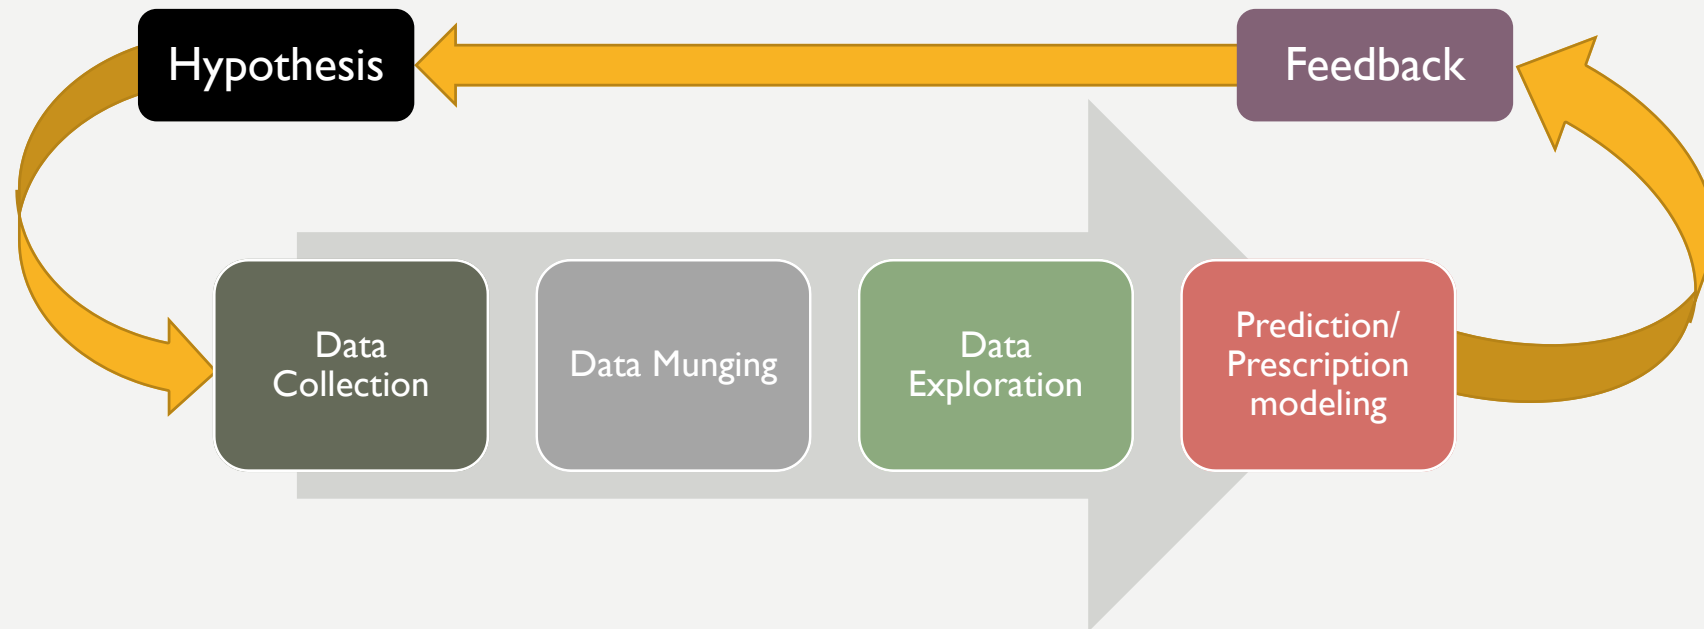 Hypothesis
Feedback
Data
Collection
Data Munging
Data
Exploration
Prediction/
Prescription
modeling